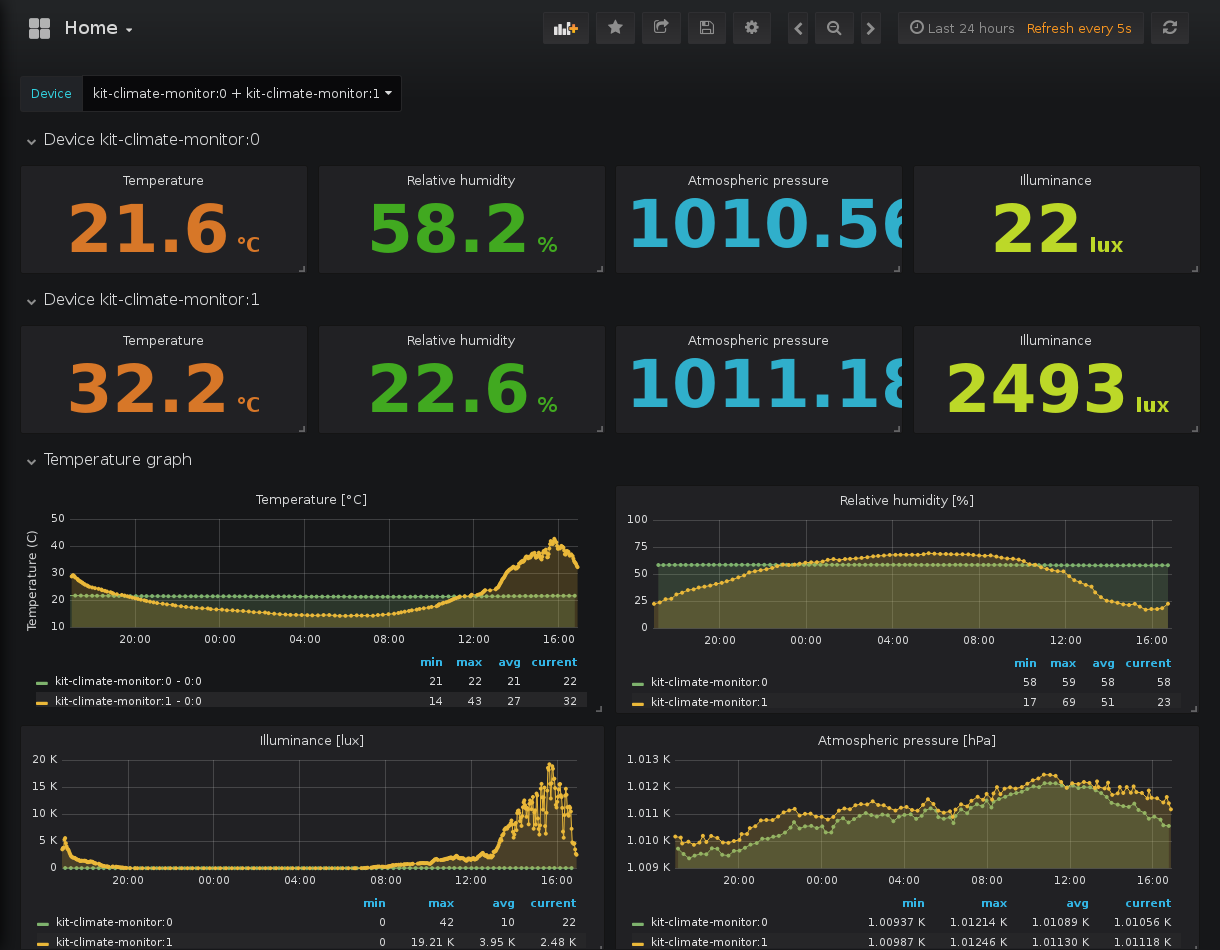 Home
Last 24 hours Refresh every 5s
Device kit-climate-monitor:0 + kit-climate-monitor:1
Device kit-climate-monitor:0
Temperature Relative humidity Atmospheric pressure Illuminance
21.6 °C 58.2 % 1010.56 22 lux
Device kit-climate-monitor:1
Temperature Relative humidity Atmospheric pressure Illuminance
32.2 °C 22.6 % 1011.18 2493 lux
Temperature graph
Temperature [°C]
Temperature (C)
50
40
30
20
10
20:00 00:00 04:00 08:00 12:00 16:00
min max avg current
kit-climate-monitor:0 - 0:0 21 22 21 22
kit-climate-monitor:1 - 0:0 14 43 27 32
Relative humidity [%]
100
75
50
25
0
20:00 00:00 04:00 08:00 12:00 16:00
min max avg current
kit-climate-monitor:0 58 59 58 58
kit-climate-monitor:1 17 69 51 23
Illuminance [lux]
20 K
15 K
10 K
5 K
0
20:00 00:00 04:00 08:00 12:00 16:00
min max avg current
kit-climate-monitor:0 0 42 10 22
kit-climate-monitor:1 0 19.21 K 3.95 K 2.48 K
Atmospheric pressure [hPa]
1.013 K
1.012 K
1.011 K
1.010 K
1.009 K
20:00 00:00 04:00 08:00 12:00 16:00
min max avg current
kit-climate-monitor:0 1.00937 K 1.01214 K 1.01089 K 1.01056 K
kit-climate-monitor:1 1.00987 K 1.01246 K 1.01130 K 1.01118 K